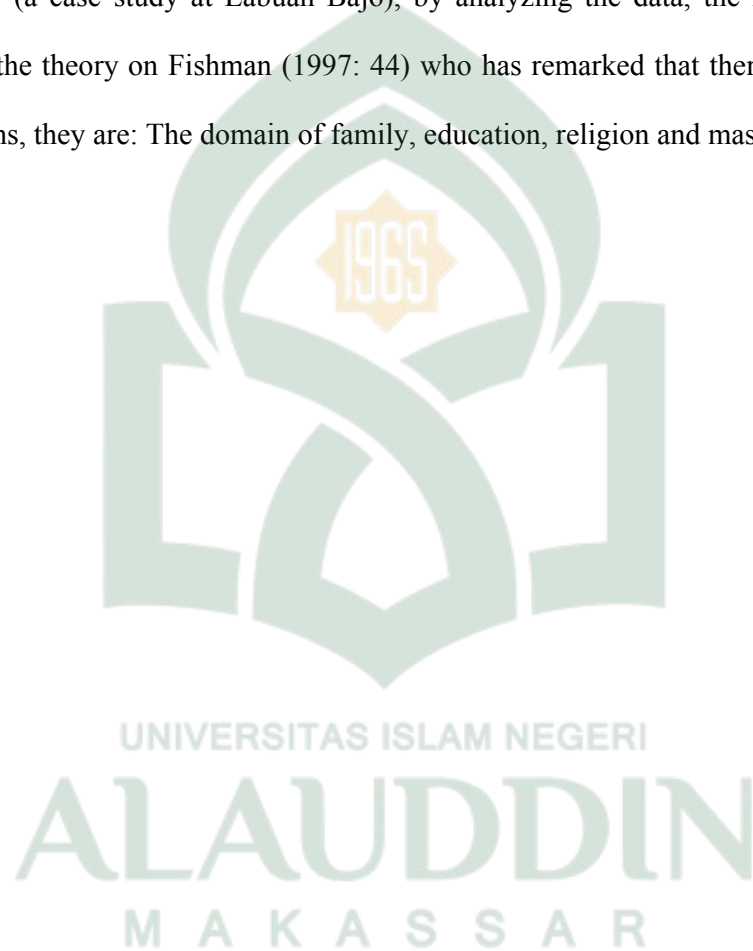 (a case study at Labuan Bajo), by analyzing the data, the
the theory on Fishman (1997: 44) who has remarked that ther
ns, they are: The domain of family, education, religion and mas
1965
UNIVERSITAS ISLAM NEGERI
ALAUDDIN
MAKASSAR